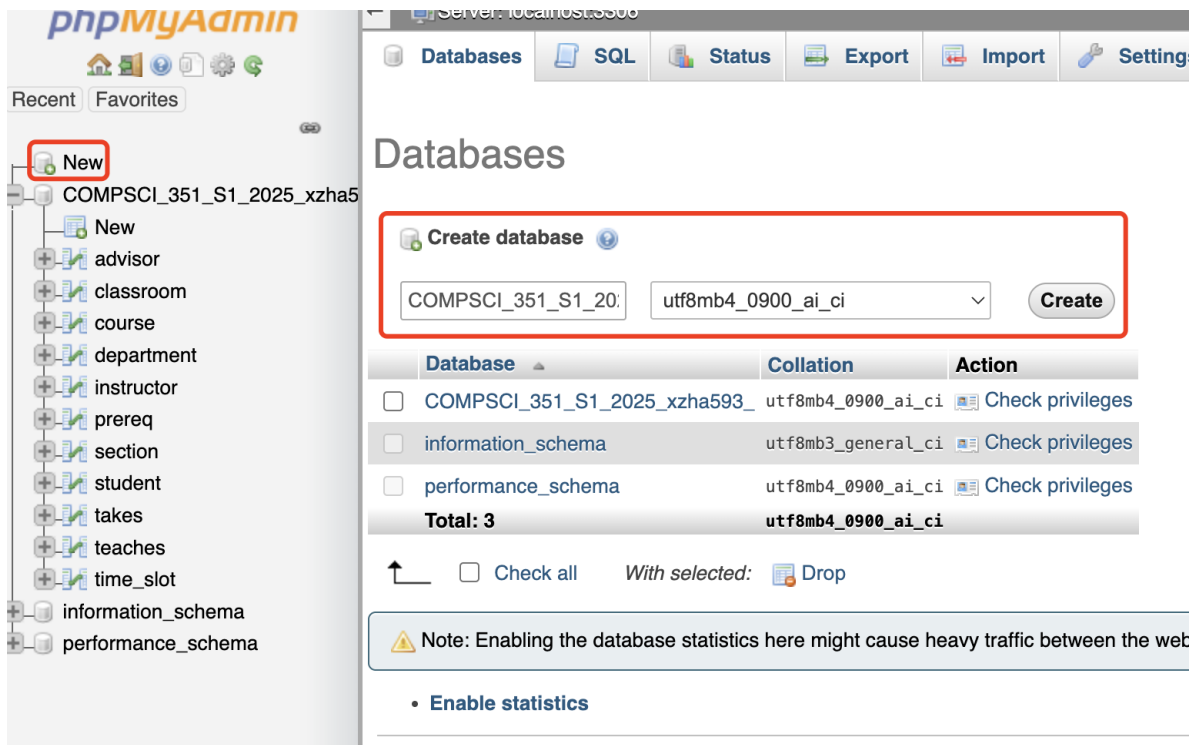 phpMyAdmin
Recent Favorites
New
COMPSCI_351_S1_2025_xzha5
New
advisor
classroom
course
department
instructor
prereq
section
student
takes
teaches
time_slot
information_schema
performance_schema
Server: localhost:3306
Databases SQL Status Export Import Settings
Databases
Create database
COMPSCI_351_S1_20 utf8mb4_0900_ai_ci Create
Database Collation Action
COMPSCI_351_S1_2025_xzha593_ utf8mb4_0900_ai_ci Check privileges
information_schema utf8mb3_general_ci Check privileges
performance_schema utf8mb4_0900_ai_ci Check privileges
Total: 3 utf8mb4_0900_ai_ci
Check all With selected: Drop
Note: Enabling the database statistics here might cause heavy traffic between the web
• Enable statistics